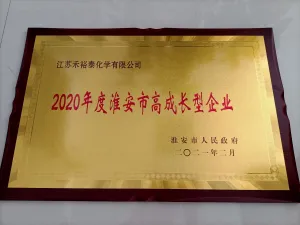 江苏禾裕泰化学有限公司
2020年度淮安市高成长型企业
淮安市人民政府
二〇二一年二月